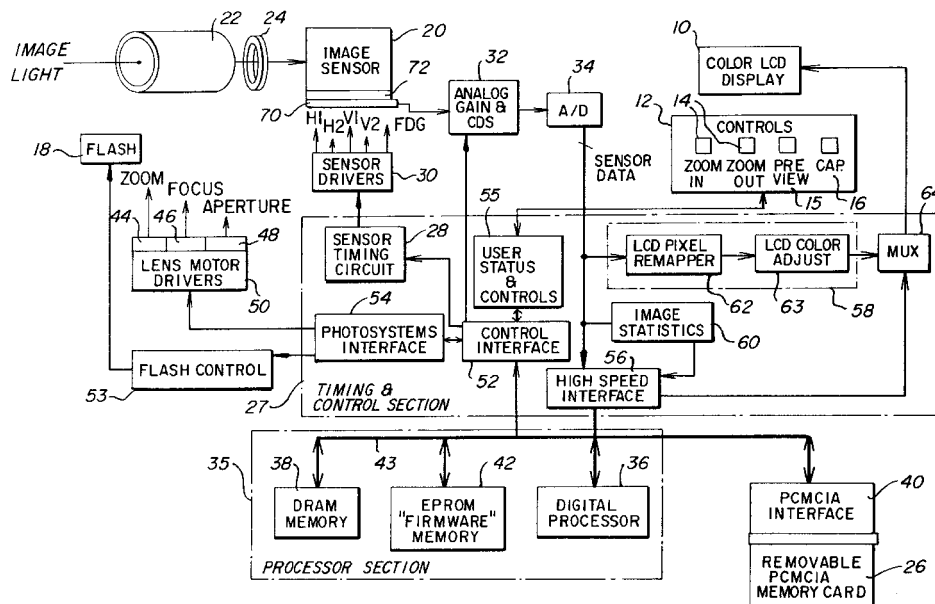 22
24
20
10
IMAGE
LIGHT
IMAGE
SENSOR
72
70
32
ANALOG
GAIN &
CDS
34
A/D
COLOR LCD
DISPLAY
12
14
CONTROLS
ZOOM
IN
ZOOM
OUT
PRE
VIEW
CAP.
15
16
H1
H2
V1
V2
FDG
SENSOR
DRIVERS
30
SENSOR
DATA
18
FLASH
ZOOM
FOCUS
APERTURE
44
46
48
LENS MOTOR
DRIVERS
50
SENSOR
TIMING
CIRCUIT
28
55
USER
STATUS
&
CONTROLS
LCD PIXEL
REMAPPER
62
LCD COLOR
ADJUST
63
58
64
MUX
54
PHOTOSYSTEMS
INTERFACE
CONTROL
INTERFACE
52
IMAGE
STATISTICS
60
56
HIGH SPEED
INTERFACE
FLASH CONTROL
53
27
TIMING &
CONTROL SECTION
35
43
38
DRAM
MEMORY
42
EPROM
"FIRMWARE"
MEMORY
36
DIGITAL
PROCESSOR
PROCESSOR SECTION
40
PCMCIA
INTERFACE
REMOVABLE
PCMCIA
MEMORY CARD
26